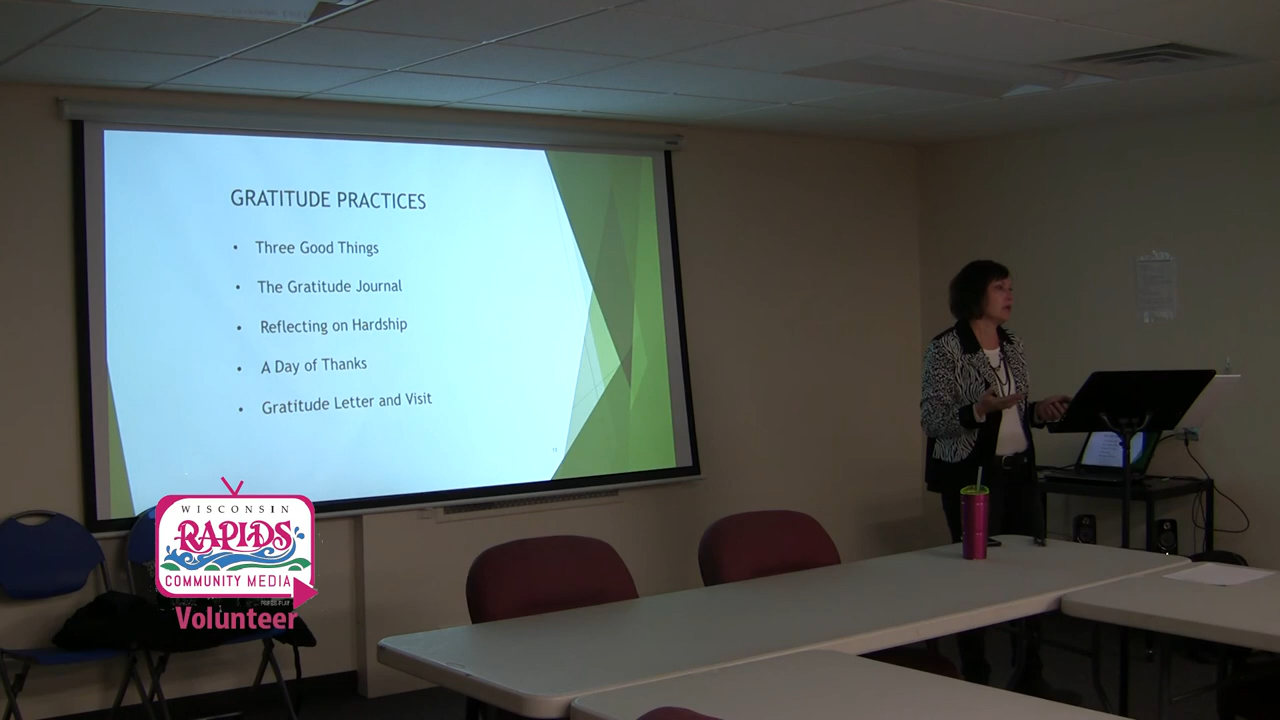 GRATITUDE PRACTICES
• Three Good Things
• The Gratitude Journal
• Reflecting on Hardship
• A Day of Thanks
• Gratitude Letter and Visit
WISCONSIN
RAPIDS
COMMUNITY MEDIA
Volunteer